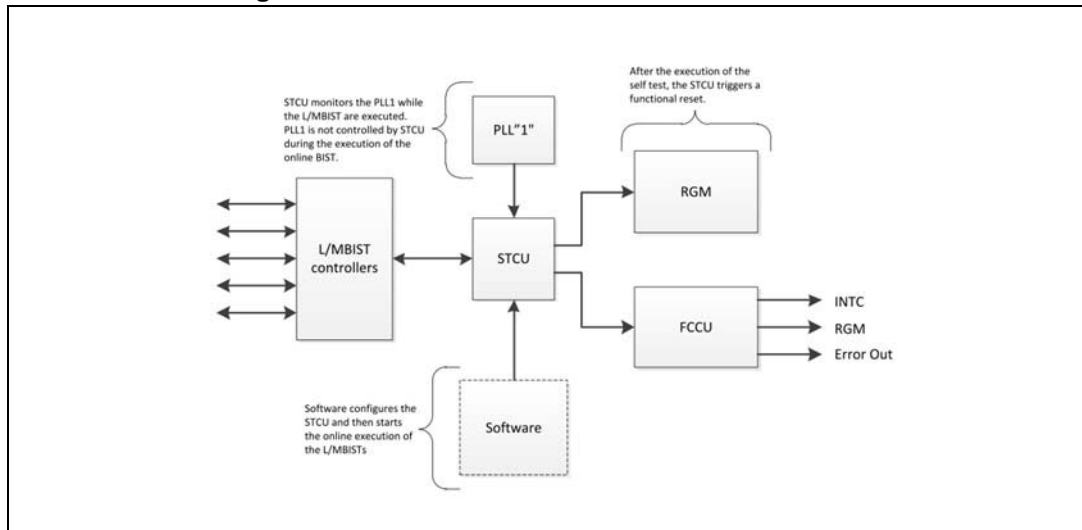 After the execution of the
self test, the STCU triggers a
functional reset.
STCU monitors the PLL1 while
the L/MBIST are executed.
PLL1 is not controlled by STCU
during the execution of the
online BIST.
PLL"1"
RGM
L/MBIST
controllers
STCU
FCCU
INTC
RGM
Error Out
Software configures the
STCU and then starts
the online execution of
the L/MBISTs
Software